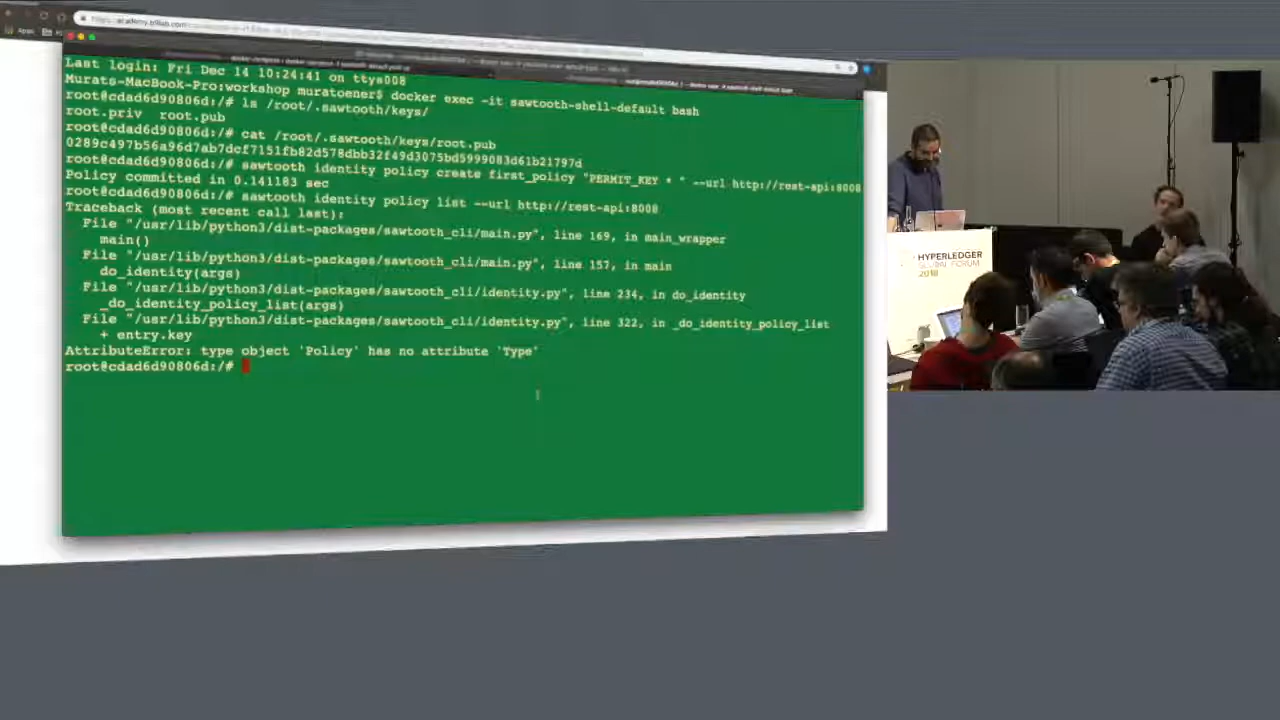 Apps
Last login: Fri Dec 14 10:24:41 on ttys008
Murats-MacBook-Pro:workshop muratoener$ docker exec -it sawtooth-shell-default bash
root@cdad6d90806d:/# ls /root/.sawtooth/keys/
root.priv  root.pub
root@cdad6d90806d:/# cat /root/.sawtooth/keys/root.pub
0289c497b56a96d7ab7dcf7151fb82d578dbb32f49d3075bd5999083d61b21797d
root@cdad6d90806d:/# sawtooth identity policy create first_policy "PERMIT_KEY * " --url http://rest-api:8008
Policy committed in 0.141183 sec
root@cdad6d90806d:/# sawtooth identity policy list --url http://rest-api:8008
Traceback (most recent call last):
  File "/usr/lib/python3/dist-packages/sawtooth_cli/main.py", line 169, in main_wrapper
    main()
  File "/usr/lib/python3/dist-packages/sawtooth_cli/main.py", line 157, in main
    do_identity(args)
  File "/usr/lib/python3/dist-packages/sawtooth_cli/identity.py", line 234, in do_identity
    _do_identity_policy_list(args)
  File "/usr/lib/python3/dist-packages/sawtooth_cli/identity.py", line 322, in _do_identity_policy_list
    + entry.key
AttributeError: type object 'Policy' has no attribute 'Type'
root@cdad6d90806d:/#
HYPERLEDGER
GLOBAL FORUM
2018